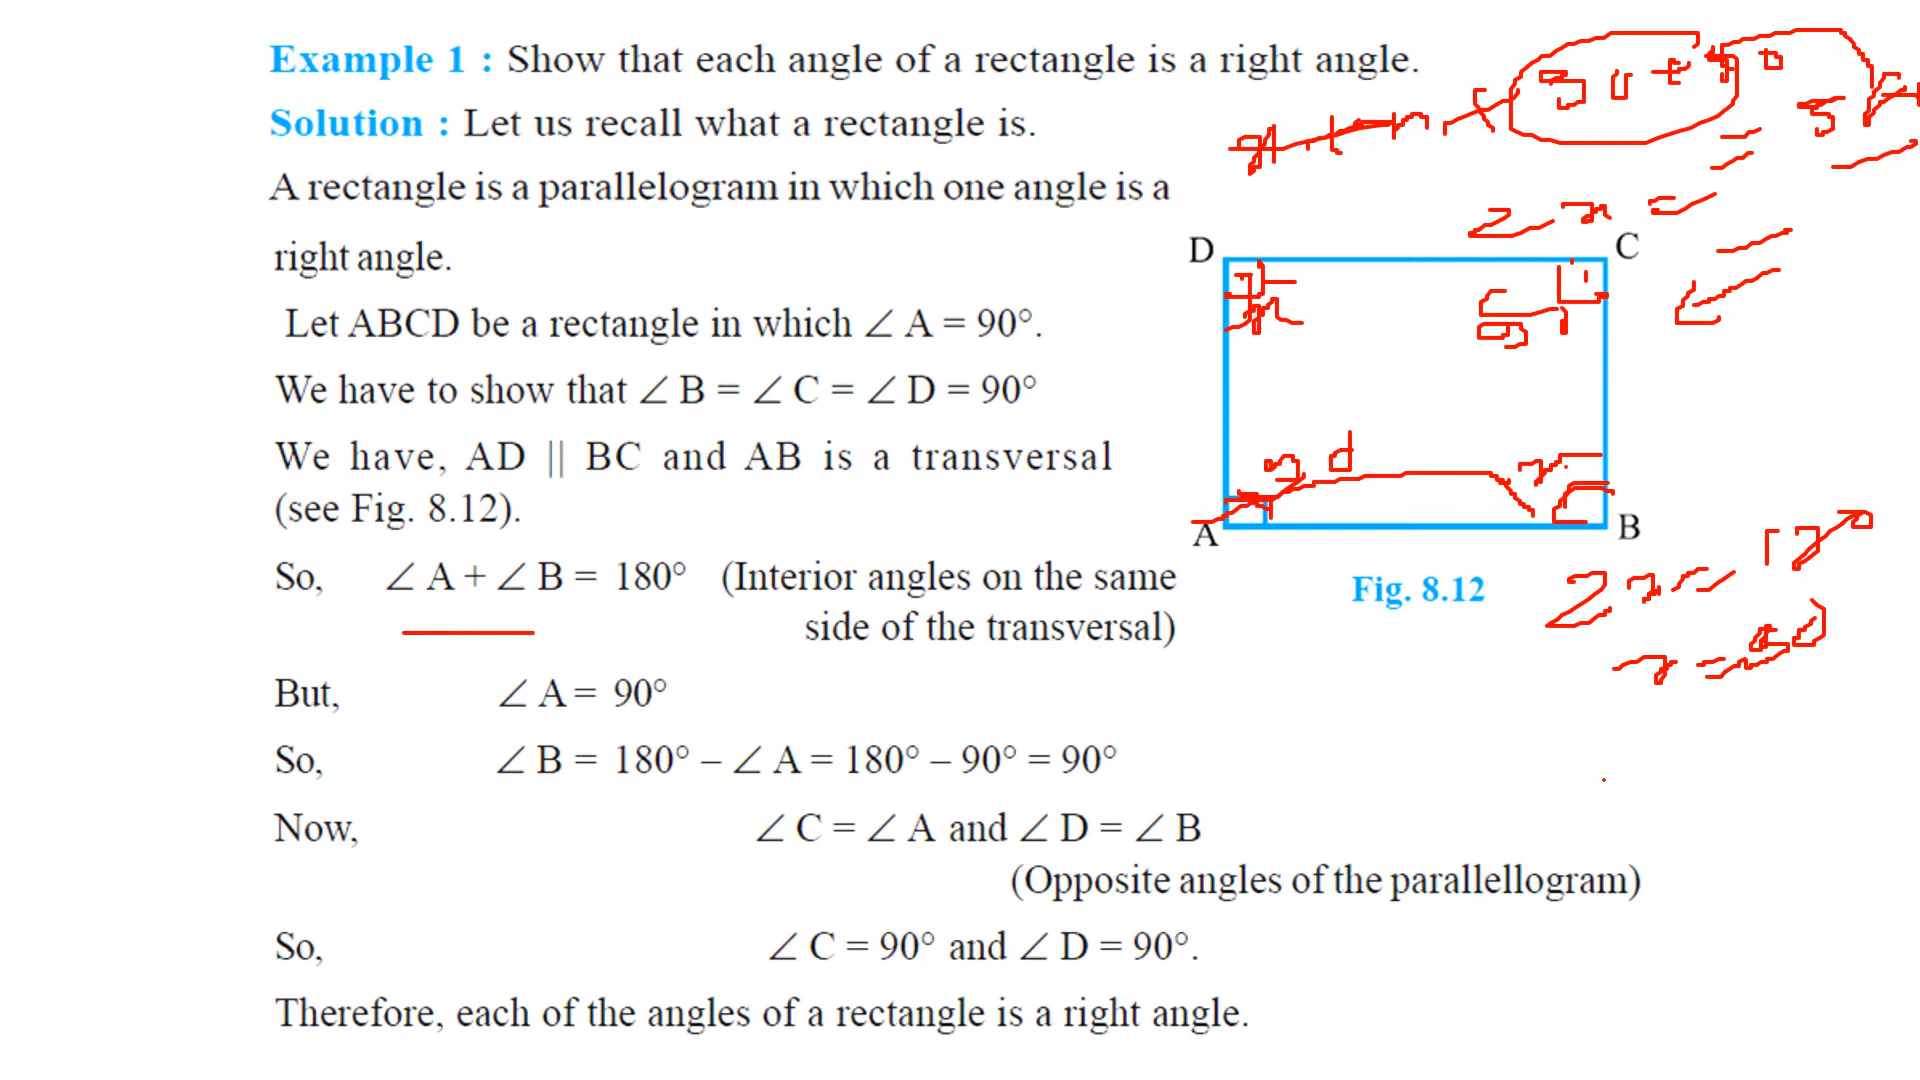 Example 1 : Show that each angle of a rectangle is a right angle.
Solution : Let us recall what a rectangle is.
A rectangle is a parallelogram in which one angle is a
right angle.
Let ABCD be a rectangle in which ∠ A = 90°.
We have to show that ∠ B = ∠ C = ∠ D = 90°
We have, AD || BC and AB is a transversal
(see Fig. 8.12).
So, ∠ A + ∠ B = 180° (Interior angles on the same
side of the transversal)
But, ∠ A = 90°
So, ∠ B = 180° – ∠ A = 180° – 90° = 90°
Now, ∠ C = ∠ A and ∠ D = ∠ B
(Opposite angles of the parallellogram)
So, ∠ C = 90° and ∠ D = 90°.
Therefore, each of the angles of a rectangle is a right angle.
D C
A B
Fig. 8.12